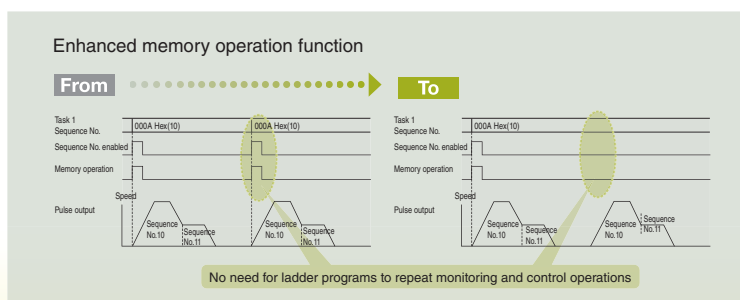 Enhanced memory operation function
From
To
Task 1
Sequence No.
000A Hex(10)
000A Hex(10)
Sequence No. enabled
Memory operation
Speed
Pulse output
Sequence
No.10
Sequence
No.11
Sequence
No.10
Sequence
No.11
Task 1
Sequence No.
000A Hex(10)
Sequence No. enabled
Memory operation
Speed
Pulse output
Sequence
No.10
Sequence
No.11
Sequence
No.10
Sequence
No.11
No need for ladder programs to repeat monitoring and control operations